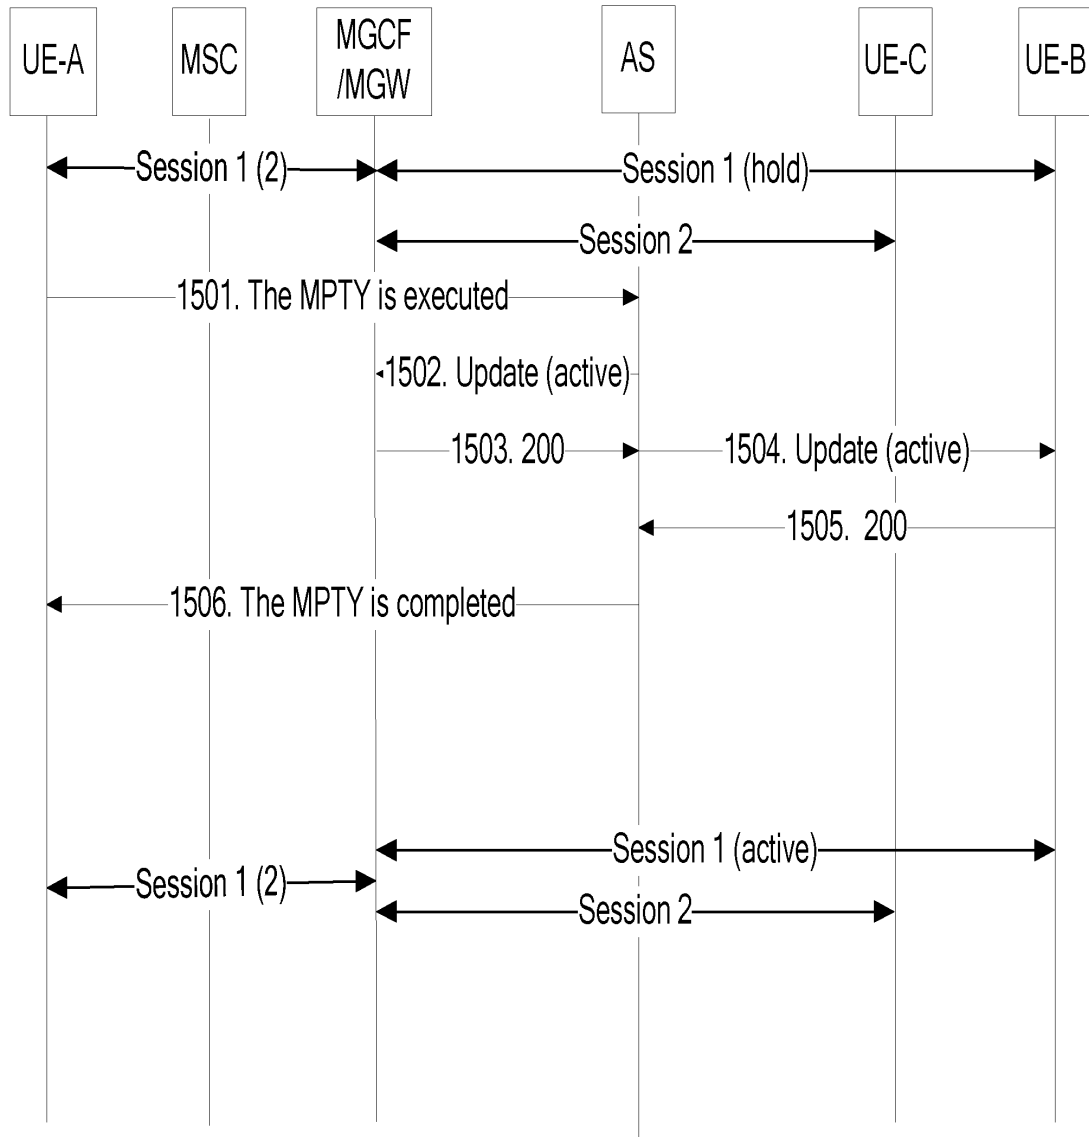 UE-A
MSC
MGCF
/MGW
AS
UE-C
UE-B
Session 1 (2)
Session 1 (hold)
Session 2
1501. The MPTY is executed
1502. Update (active)
1503. 200
1504. Update (active)
1505. 200
1506. The MPTY is completed
Session 1 (active)
Session 1 (2)
Session 2